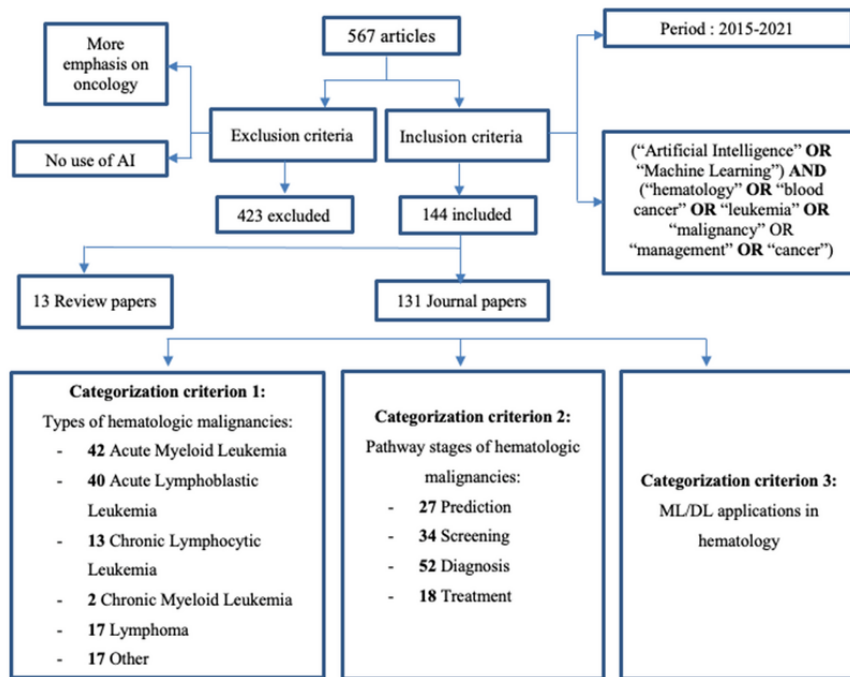 567 articles
Period : 2015-2021
More
emphasis on
oncology
Exclusion criteria
Inclusion criteria
No use of AI
(“Artificial Intelligence” OR
“Machine Learning”) AND
(“hematology” OR “blood
cancer” OR “leukemia” OR
“malignancy” OR
“management” OR “cancer”)
423 excluded
144 included
13 Review papers
131 Journal papers
Categorization criterion 1:
Types of hematologic malignancies:
- 42 Acute Myeloid Leukemia
- 40 Acute Lymphoblastic
Leukemia
- 13 Chronic Lymphocytic
Leukemia
- 2 Chronic Myeloid Leukemia
- 17 Lymphoma
- 17 Other
Categorization criterion 2:
Pathway stages of hematologic
malignancies:
- 27 Prediction
- 34 Screening
- 52 Diagnosis
- 18 Treatment
Categorization criterion 3:
ML/DL applications in
hematology